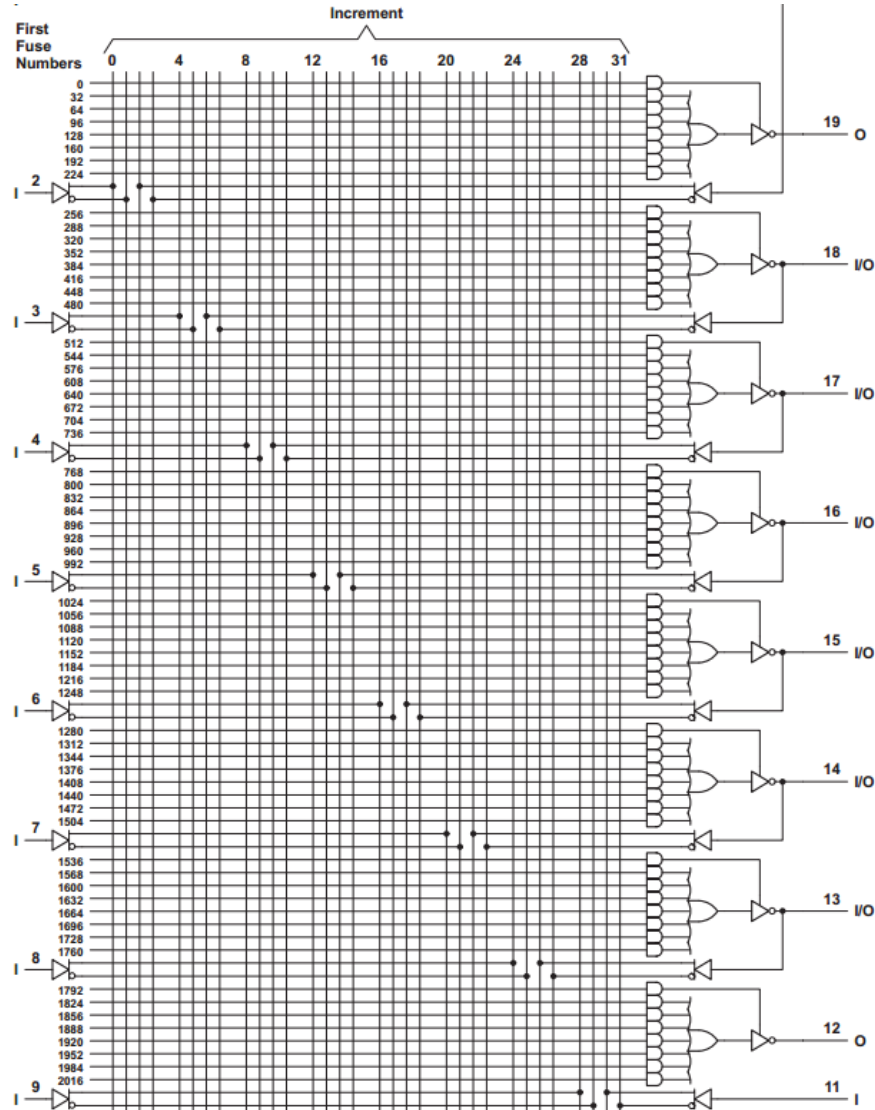 Increment
First
Fuse
Numbers
0 4 8 12 16 20 24 28 31
0
32
64
96
128
160
192
224
19 O
I 2
256
288
320
352
384
416
448
480
18 I/O
I 3
512
544
576
608
640
672
704
736
17 I/O
I 4
768
800
832
864
896
928
960
992
16 I/O
I 5
1024
1056
1088
1120
1152
1184
1216
1248
15 I/O
I 6
1280
1312
1344
1376
1408
1440
1472
1504
14 I/O
I 7
1536
1568
1600
1632
1664
1696
1728
1760
13 I/O
I 8
1792
1824
1856
1888
1920
1952
1984
2016
12 O
I 9
11 I